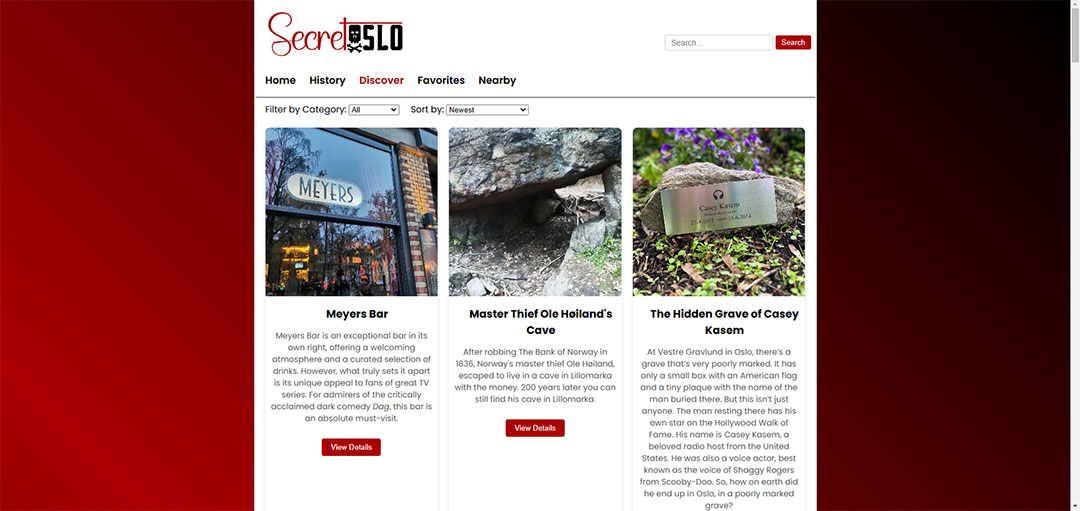 Secret OSLO
Search...
Search
Home
History
Discover
Favorites
Nearby
Filter by Category:
All
Sort by:
Newest
MEYERS
Casey Kasem
Meyers Bar
Meyers Bar is an exceptional bar in its
own right, offering a welcoming
atmosphere and a curated selection of
drinks. However, what truly sets it apart
is its unique appeal to fans of great TV
series. For admirers of the critically
acclaimed dark comedy Dag, this bar is
an absolute must-visit.
View Details
Master Thief Ole Høiland's
Cave
After robbing The Bank of Norway in
1836, Norway's master thief Ole Høiland,
escaped to live in a cave in Lillomarka
with the money. 200 years later you can
still find his cave in Lillomarka.
View Details
The Hidden Grave of Casey
Kasem
At Vestre Gravlund in Oslo, there's a
grave that's very poorly marked. It has
only a small box with an American flag
and a tiny plaque with the name of the
man buried there. But this isn't just
anyone. The man resting there has his
own star on the Hollywood Walk of
Fame. His name is Casey Kasem, a
beloved radio host from the United
States. He was also a voice actor, best
known as the voice of Shaggy Rogers
from Scooby-Doo. So, how on earth did
he end up in Oslo, in a poorly marked
grave?